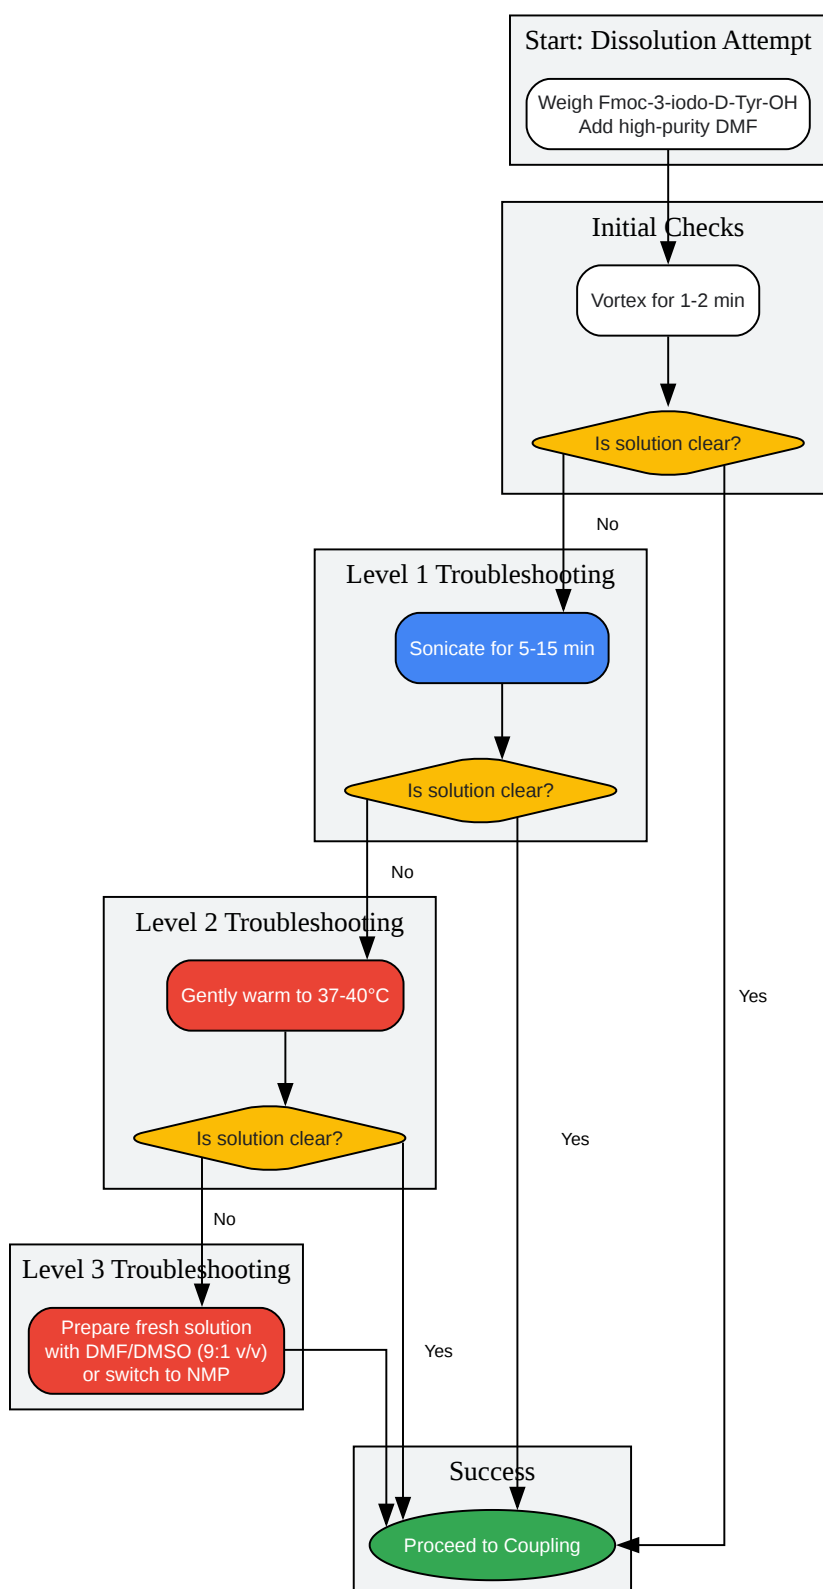 Start: Dissolution Attempt
Weigh Fmoc-3-iodo-D-Tyr-OH
Add high-purity DMF
Initial Checks
Vortex for 1-2 min
Is solution clear?
No
Level 1 Troubleshooting
Sonicate for 5-15 min
Is solution clear?
No
Level 2 Troubleshooting
Gently warm to 37-40°C
Yes
Is solution clear?
Yes
No
Level 3 Troubleshooting
Prepare fresh solution
with DMF/DMSO (9:1 v/v)
or switch to NMP
Yes
Success
Proceed to Coupling